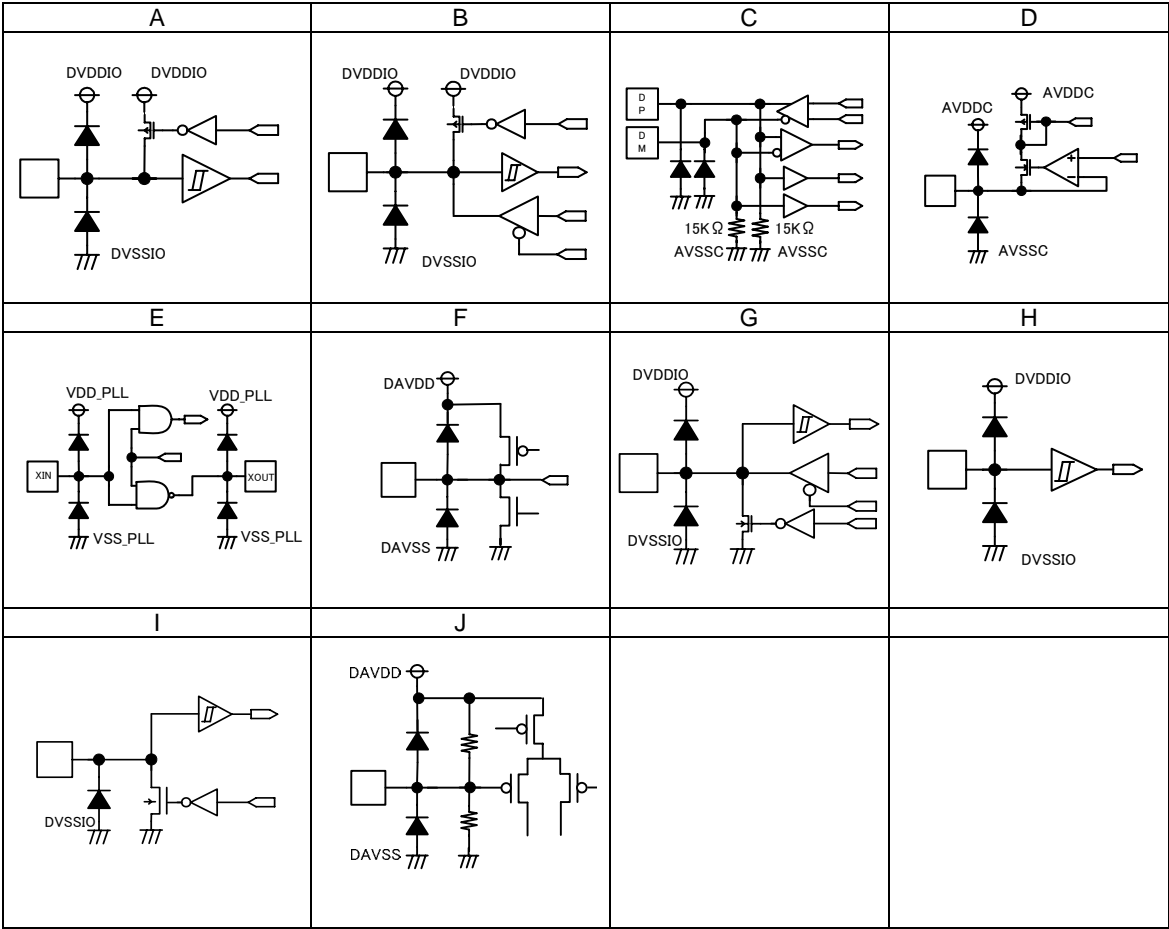 A B C D
DVDDIO DVDDIO
DVSSIO
DVDDIO DVDDIO
DVSSIO
D
P
D
M
15KΩ 15KΩ
AVSSC AVSSC
AVDDC AVDDC
+
−
AVSSC
E F G H
VDD_PLL VDD_PLL
XIN XOUT
VSS_PLL VSS_PLL
DAVDD
DAVSS
DVDDIO
DVSSIO
DVDDIO
DVSSIO
I J
DVSSIO
DAVDD
DAVSS